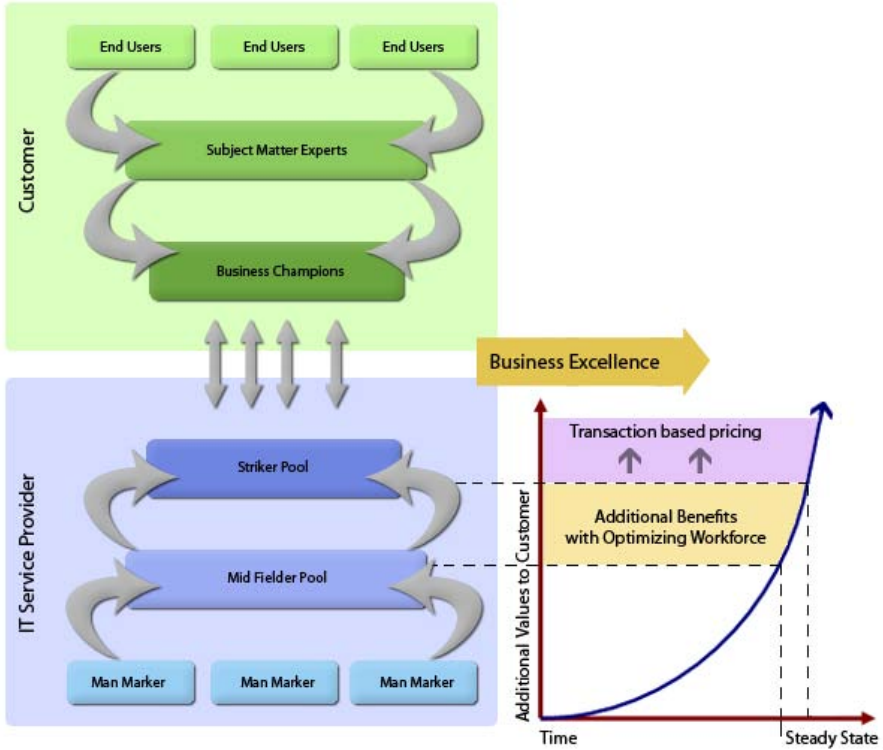 End Users
End Users
End Users
Subject Matter Experts
Business Champions
Customer
Business Excellence
Striker Pool
Mid Fielder Pool
Man Marker
Man Marker
Man Marker
IT Service Provider
Transaction based pricing
Additional Benefits
with Optimizing Workforce
Additional Values to Customer
Time
Steady State